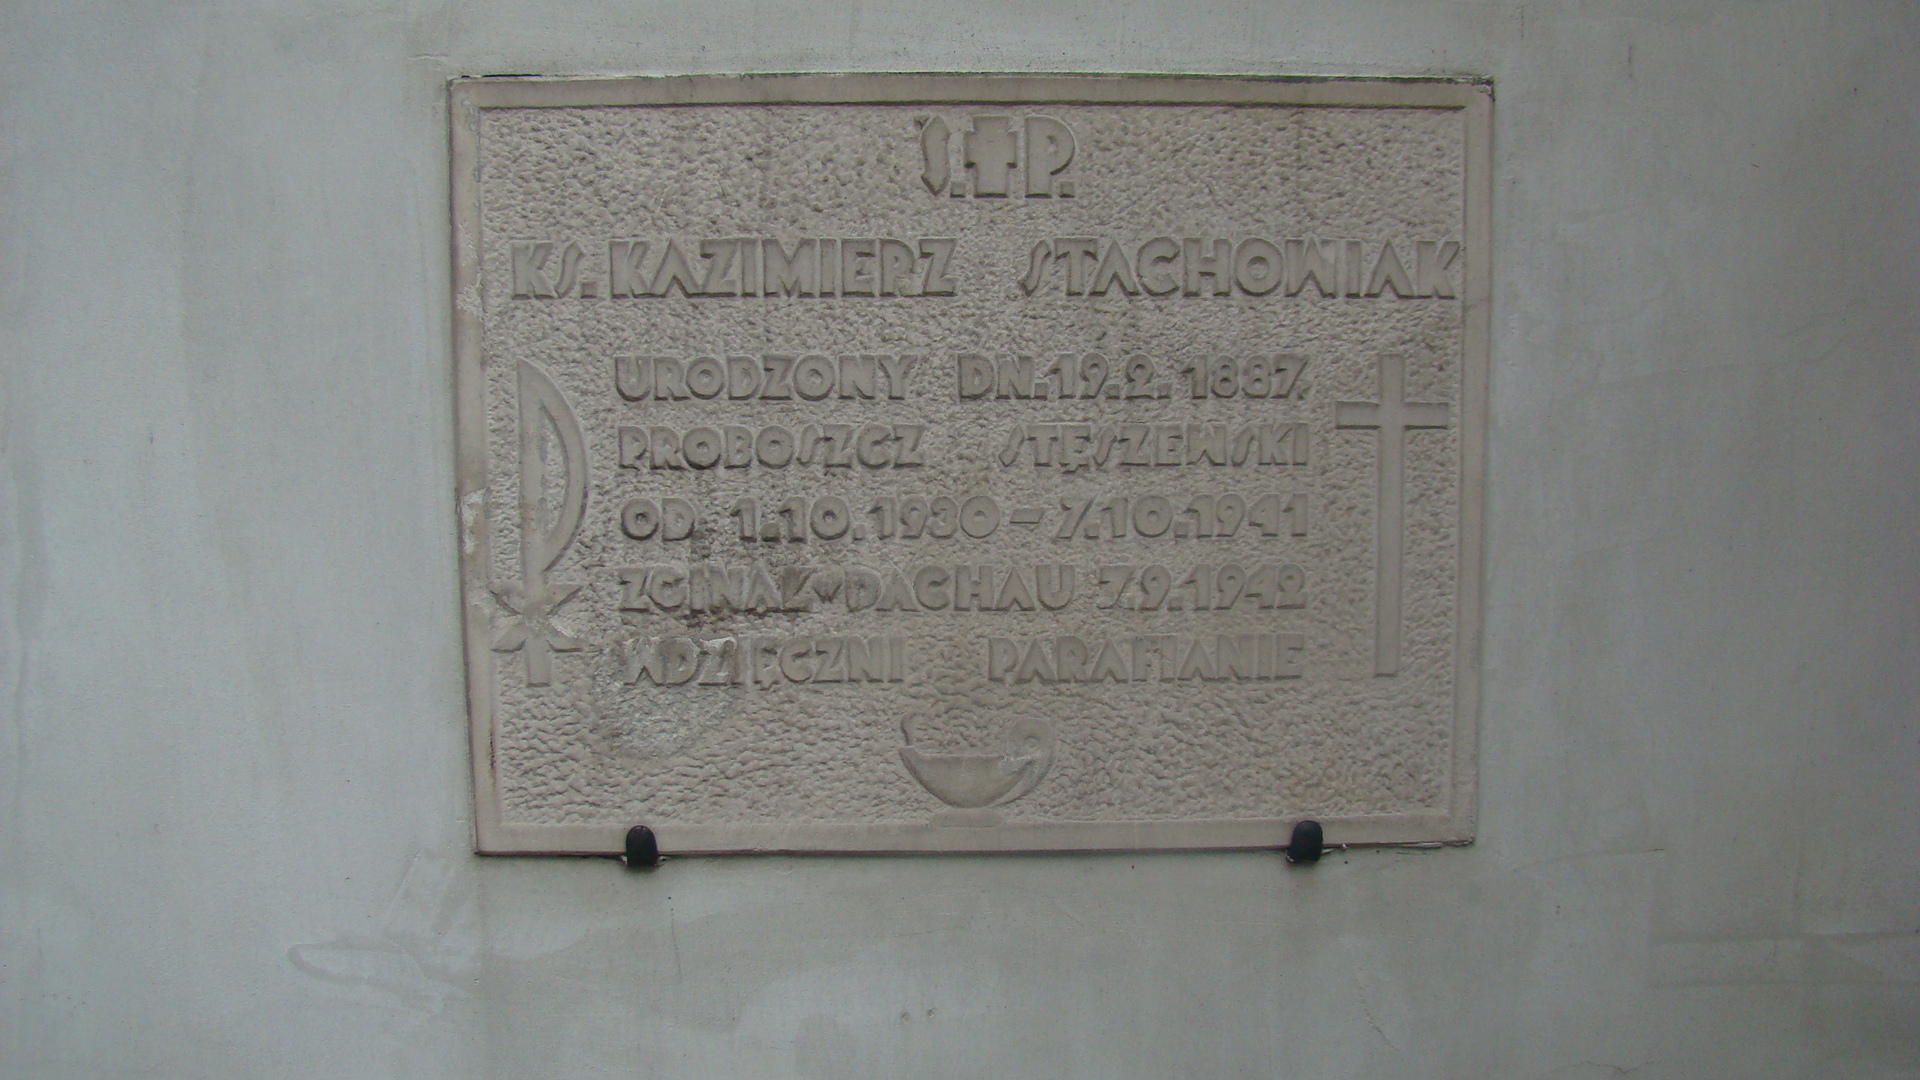 Ś.✝P.
KS. KAZIMIERZ STACHOWIAK
URODZONY DN. 19.2.1887.
PROBOSZCZ STĘSZEWSKI
OD 1.10.1930 – 7.10.1941
ZGINĄŁ W DACHAU 7.9.1942
WDZIĘCZNI PARAFIANIE